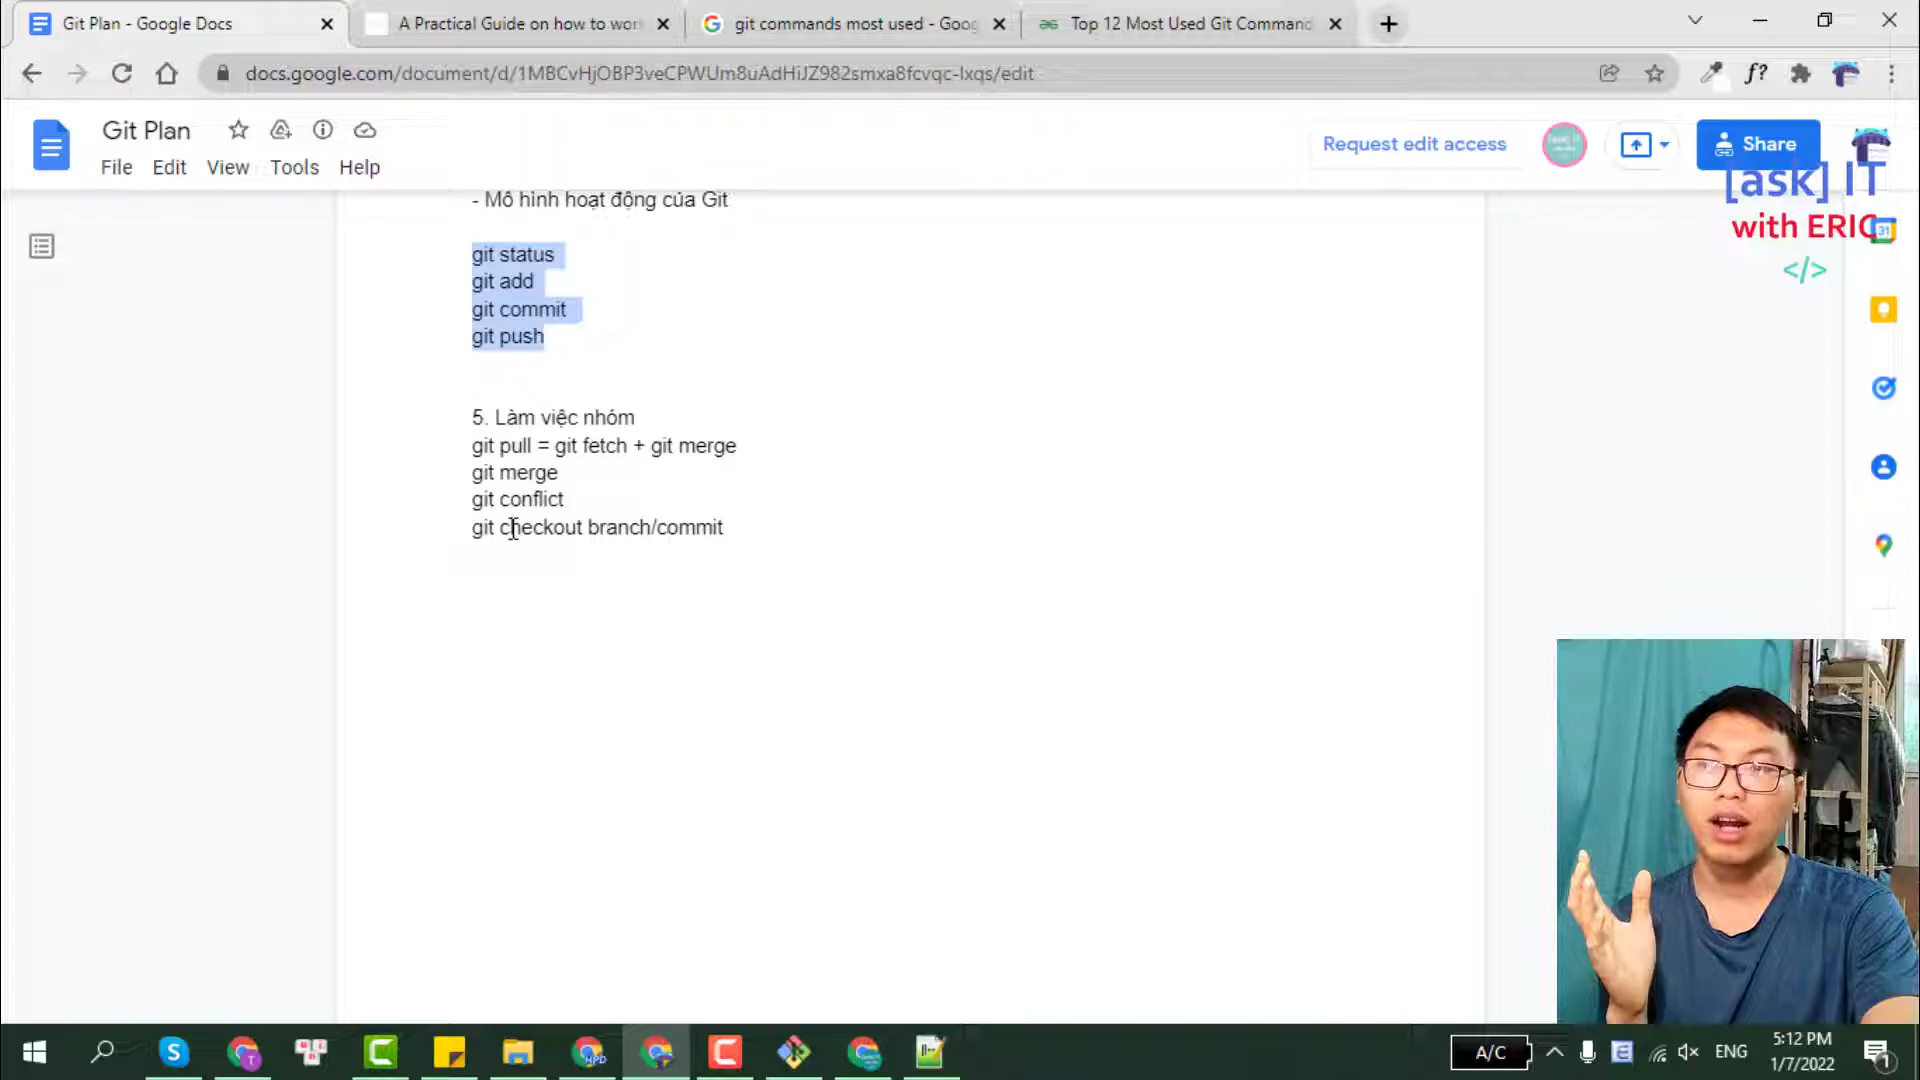 Git Plan - Google Docs
A Practical Guide on how to wor
git commands most used - Goog
Top 12 Most Used Git Command
docs.google.com/document/d/1MBCvHjOBP3veCPWUm8uAdHiJZ982smxa8fcvqc-lxqs/edit
f?
Git Plan
Request edit access
Share
File Edit View Tools Help
[ask] IT
with ERIC
</>
31
- Mô hình hoạt động của Git
git status
git add
git commit
git push
5. Làm việc nhóm
git pull = git fetch + git merge
git merge
git conflict
git checkout branch/commit
A/C
ENG
5:12 PM
1/7/2022
1